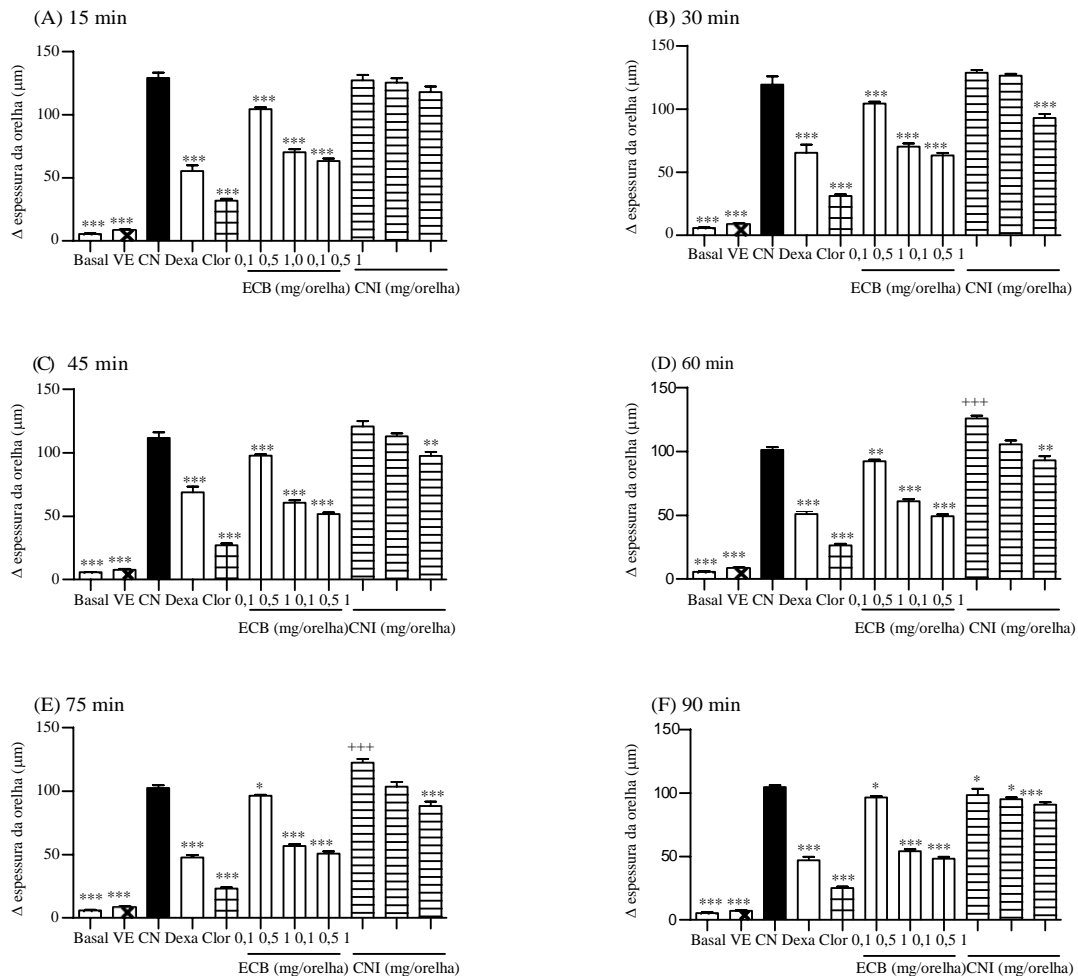 (A) 15 min
Δ espessura da orelha (μm)
150
100
50
0
*** *** *** *** *** *** ***
Basal VE CN Dexa Clor 0,1 0,5 1,0 0,1 0,5 1
ECB (mg/orelha) CNI (mg/orelha)
(B) 30 min
Δ espessura da orelha (μm)
150
100
50
0
*** *** *** *** *** *** *** ***
Basal VE CN Dexa Clor 0,1 0,5 1 0,1 0,5 1
ECB (mg/orelha) CNI (mg/orelha)
(C) 45 min
Δ espessura da orelha (μm)
150
100
50
0
*** *** *** *** *** *** *** **
Basal VE CN Dexa Clor 0,1 0,5 1 0,1 0,5 1
ECB (mg/orelha) CNI (mg/orelha)
(D) 60 min
Δ espessura da orelha (μm)
150
100
50
0
*** *** *** *** ** *** *** +++ **
Basal VE CN Dexa Clor 0,1 0,5 1 0,1 0,5 1
ECB (mg/orelha) CNI (mg/orelha)
(E) 75 min
Δ espessura da orelha (μm)
150
100
50
0
*** *** *** *** * *** *** +++ ***
Basal VE CN Dexa Clor 0,1 0,5 1 0,1 0,5 1
ECB (mg/orelha) CNI (mg/orelha)
(F) 90 min
Δ espessura da orelha (μm)
150
100
50
0
*** *** *** *** * *** *** * * ***
Basal VE CN Dexa Clor 0,1 0,5 1 0,1 0,5 1
ECB (mg/orelha) CNI (mg/orelha)